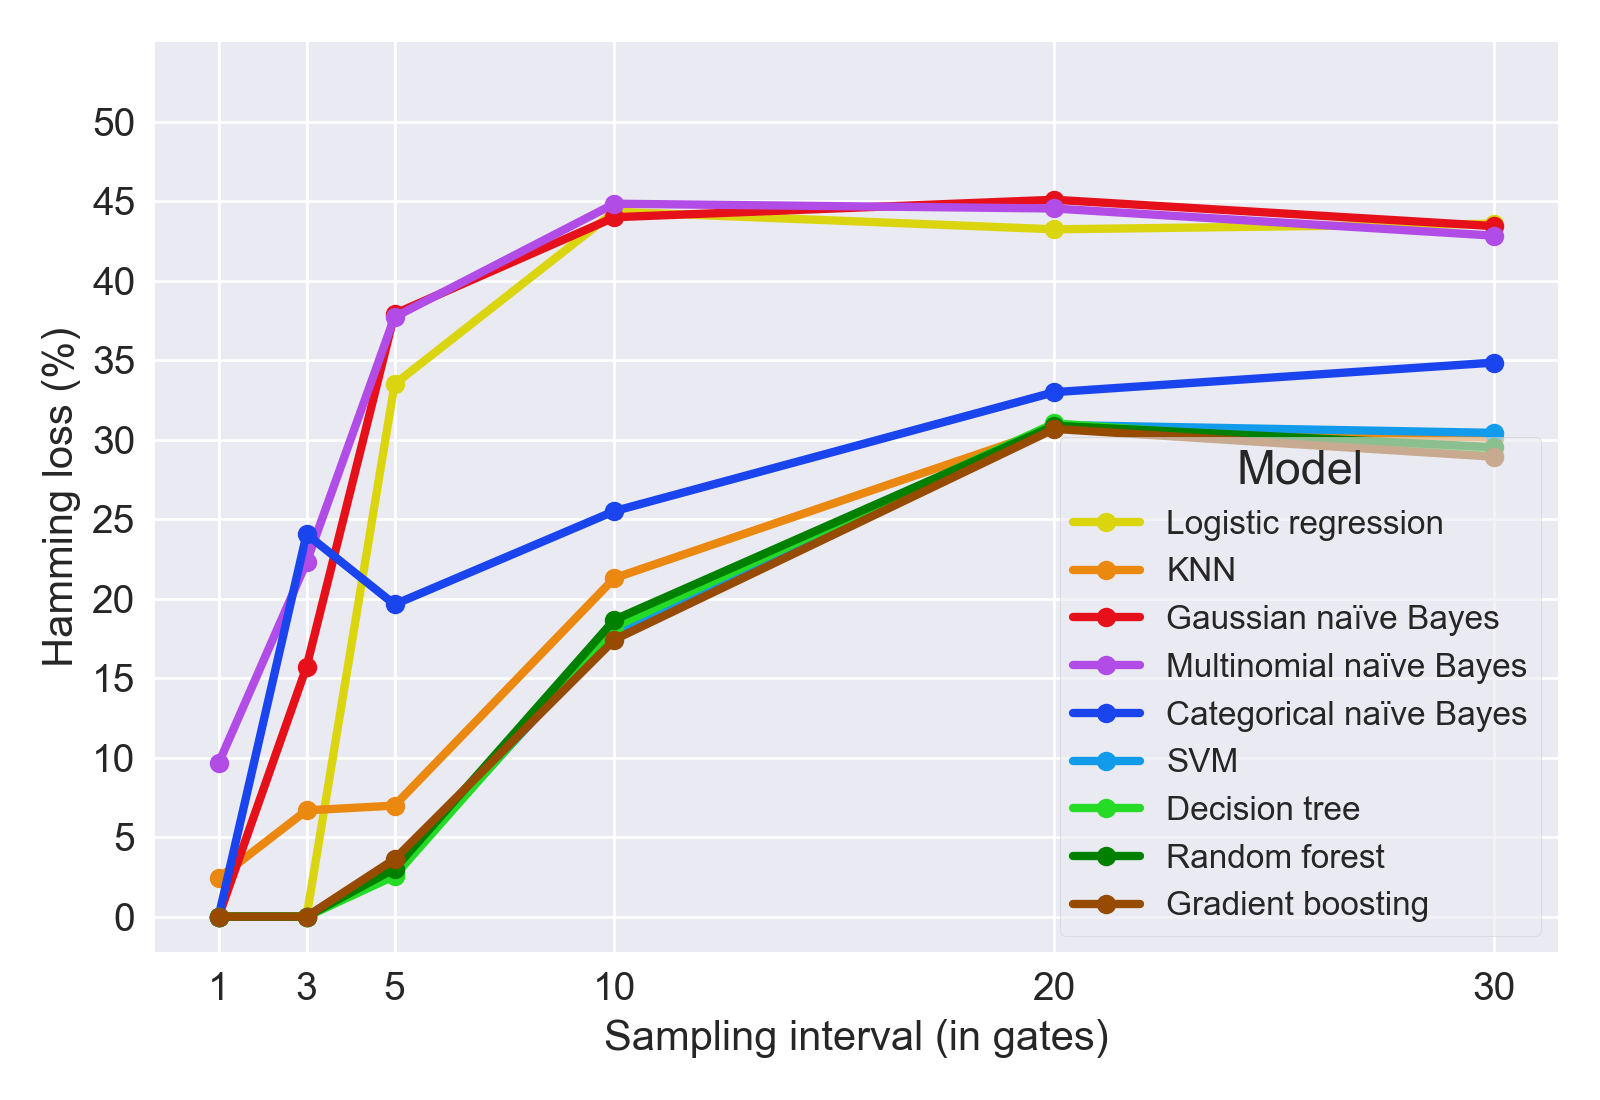 50
45
40
35
30
25
20
15
10
5
0
Hamming loss (%)
Model
Logistic regression
KNN
Gaussian naïve Bayes
Multinomial naïve Bayes
Categorical naïve Bayes
SVM
Decision tree
Random forest
Gradient boosting
1 3 5 10 20 30
Sampling interval (in gates)